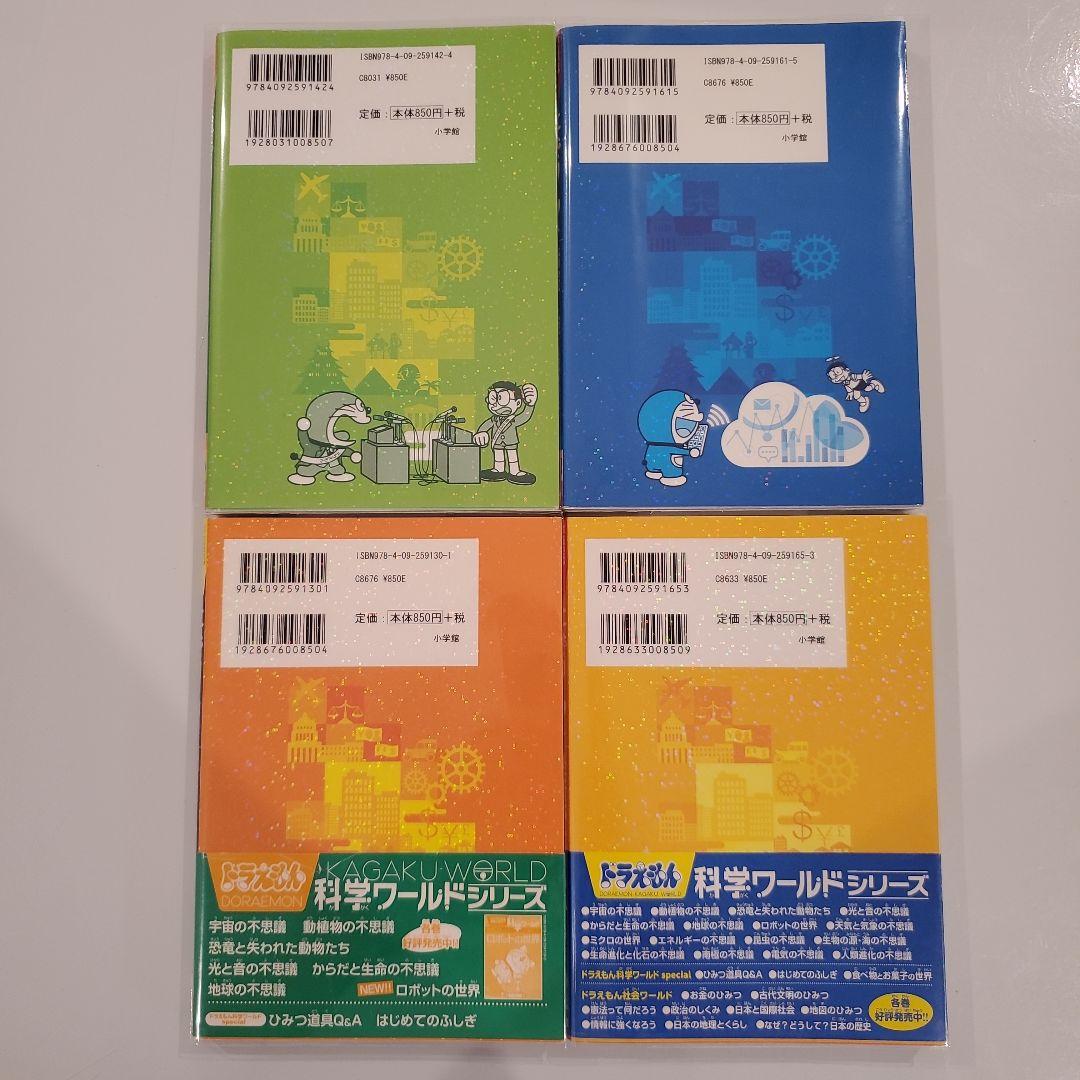 ISBN978-4-09-259142-4
C8031 ¥850E
9784092591424
定価：本体850円+税
小学館
1928031008507
ISBN978-4-09-259161-5
C8676 ¥850E
9784092591615
定価：本体850円+税
小学館
1928676008504
ISBN978-4-09-259130-1
C8676 ¥850E
9784092591301
定価：本体850円+税
小学館
1928676008504
ISBN978-4-09-259165-3
C8633 ¥850E
9784092591653
定価：本体850円+税
小学館
1928633008509
ドラえもん
DORAEMON
KAGAKU・WORLD
科学ワールドシリーズ
宇宙の不思議 動植物の不思議
恐竜と失われた動物たち
光と音の不思議 からだと生命の不思議
地球の不思議 NEW!! ロボットの世界
各巻
好評発売中!!
ロボットの世界
ドラえもん科学ワールド
special
ひみつ道具Q&A はじめてのふしぎ
ドラえもん
DORAEMON KAGAKU WORLD
科学ワールドシリーズ
●宇宙の不思議 ●動植物の不思議 ●恐竜と失われた動物たち ●光と音の不思議
●からだと生命の不思議 ●地球の不思議 ●ロボットの世界 ●天気と気象の不思議
●ミクロの世界 ●エネルギーの不思議 ●昆虫の不思議 ●生物の源・海の不思議
●生命進化と化石の不思議 ●南極の不思議 ●電気の不思議 ●人類進化の不思議
ドラえもん科学ワールド special ●ひみつ道具Q&A ●はじめてのふしぎ ●食べ物とお菓子の世界
ドラえもん社会ワールド ●お金のひみつ ●古代文明のひみつ
●憲法って何だろう ●政治のしくみ ●日本と国際社会 ●地図のひみつ
●情報に強くなろう ●日本の地理とくらし ●なぜ？どうして？日本の歴史
各巻
好評発売中!!